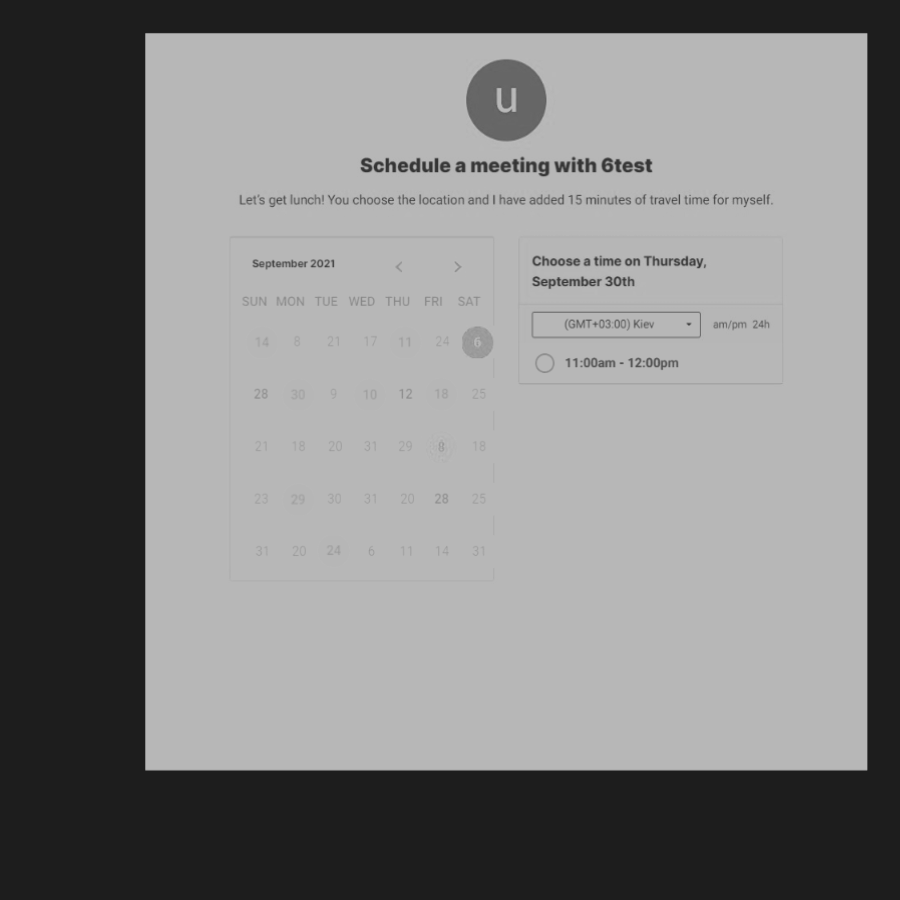 u
Schedule a meeting with 6test
Let's get lunch! You choose the location and I have added 15 minutes of travel time for myself.
September 2021
SUN MON TUE WED THU FRI SAT
14 8 21 17 11 24 6
28 30 9 10 12 18 25
21 18 20 31 29 8 18
23 29 30 31 20 28 25
31 20 24 6 11 14 31
Choose a time on Thursday,
September 30th
(GMT+03:00) Kiev am/pm 24h
11:00am - 12:00pm